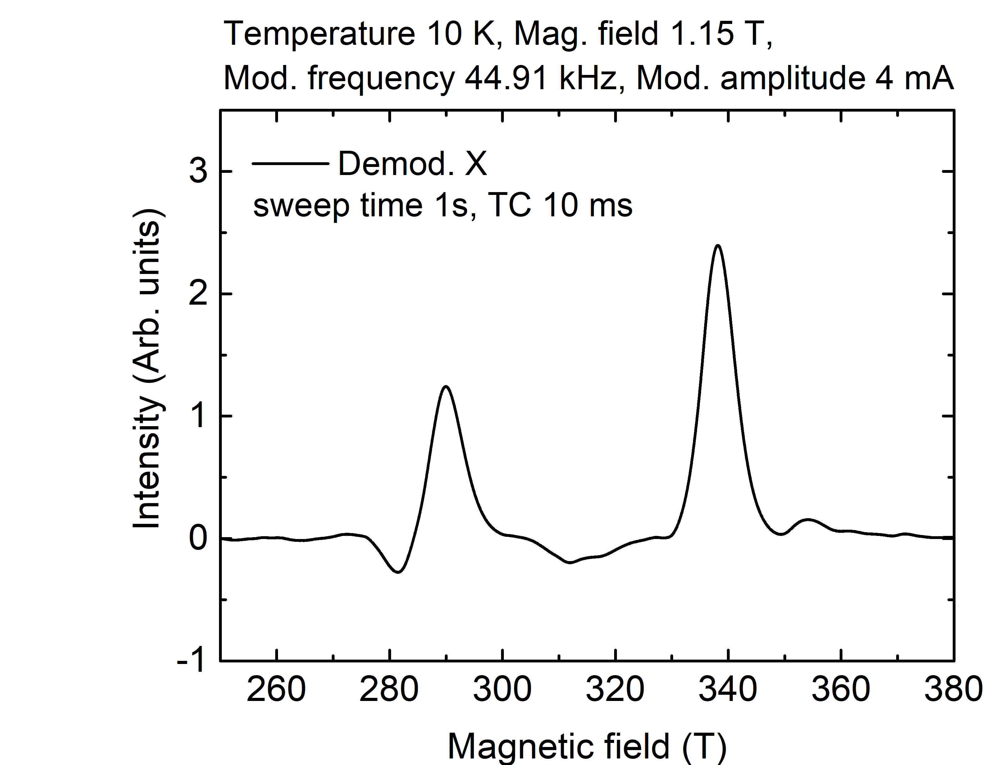 Temperature 10 K, Mag. field 1.15 T,
Mod. frequency 44.91 kHz, Mod. amplitude 4 mA
Demod. X
sweep time 1s, TC 10 ms
Intensity (Arb. units)
3
2
1
0
-1
260 280 300 320 340 360 380
Magnetic field (T)